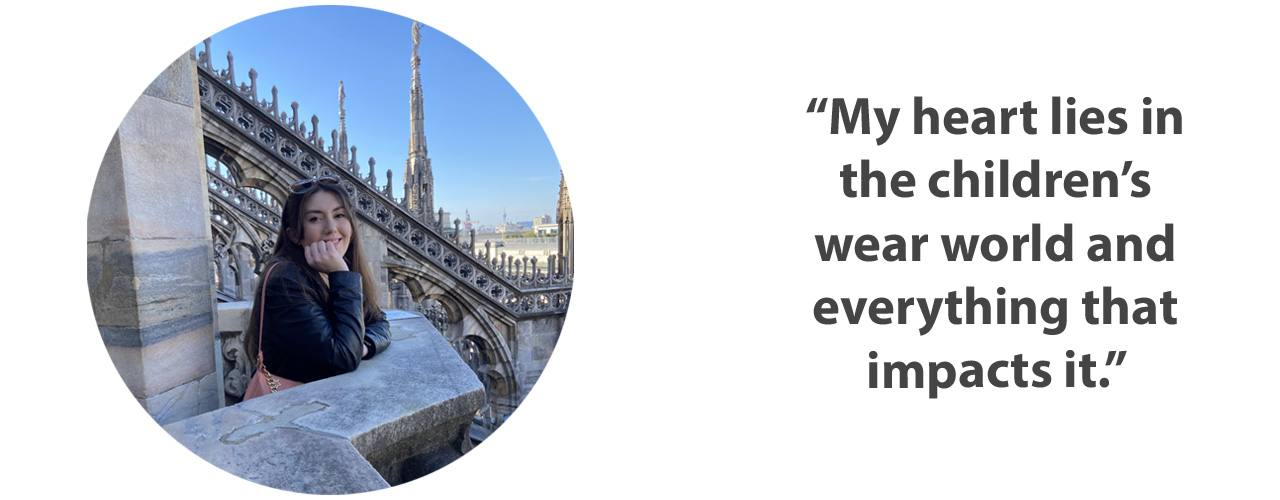 “My heart lies in
the children’s
wear world and
everything that
impacts it.”